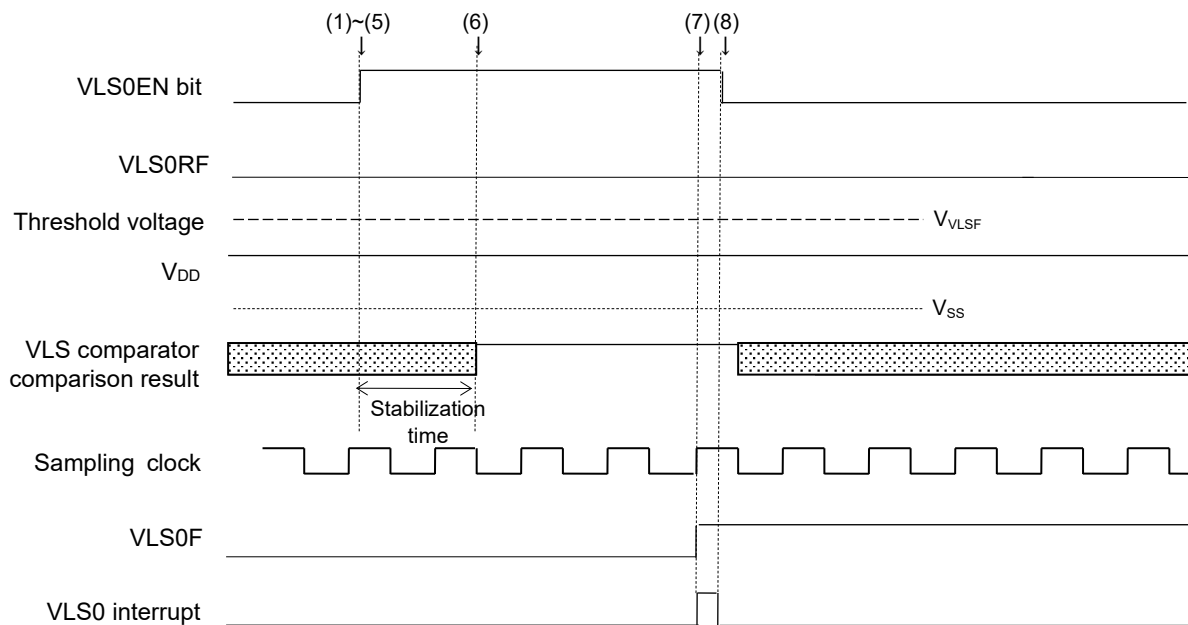 (1)~(5)
(6)
(7)
(8)
VLS0EN bit
VLS0RF
Threshold voltage
VVLSF
VDD
VSS
VLS comparator
comparison result
Stabilization
time
Sampling clock
VLS0F
VLS0 interrupt